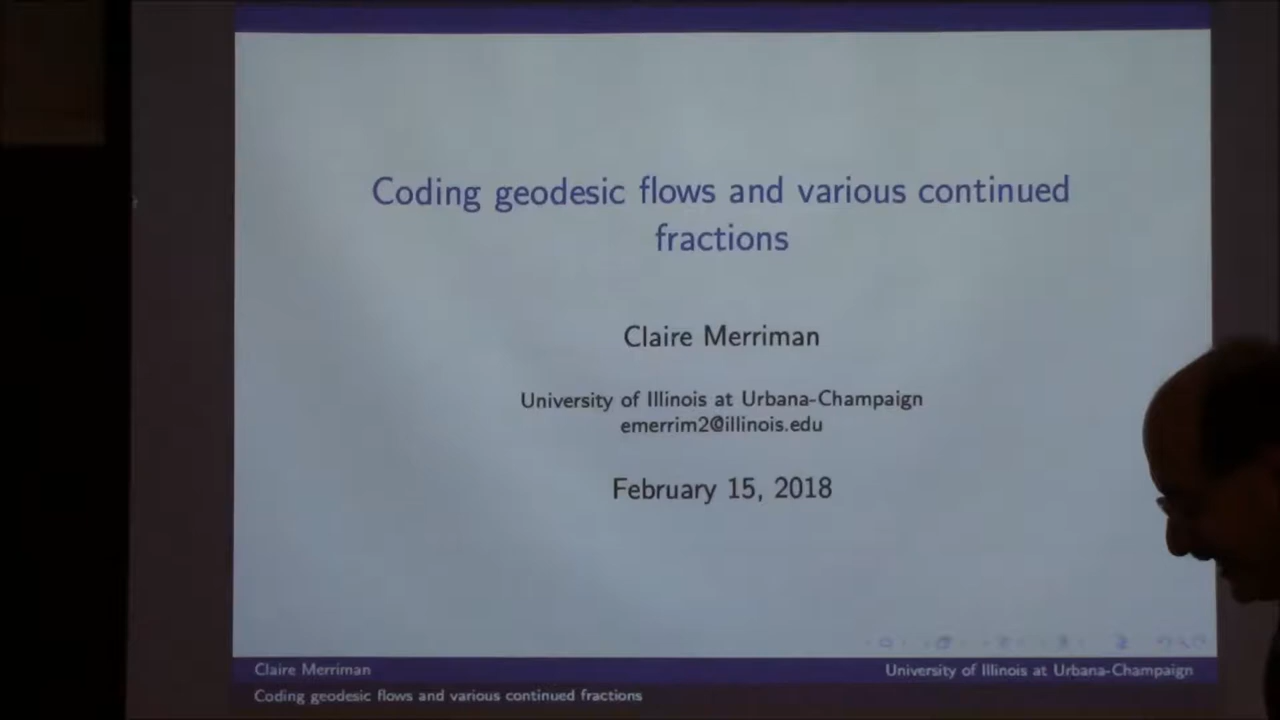 Coding geodesic flows and various continued
fractions
Claire Merriman
University of Illinois at Urbana-Champaign
emerrim2@illinois.edu
February 15, 2018
Claire Merriman
University of Illinois at Urbana-Champaign
Coding geodesic flows and various continued fractions